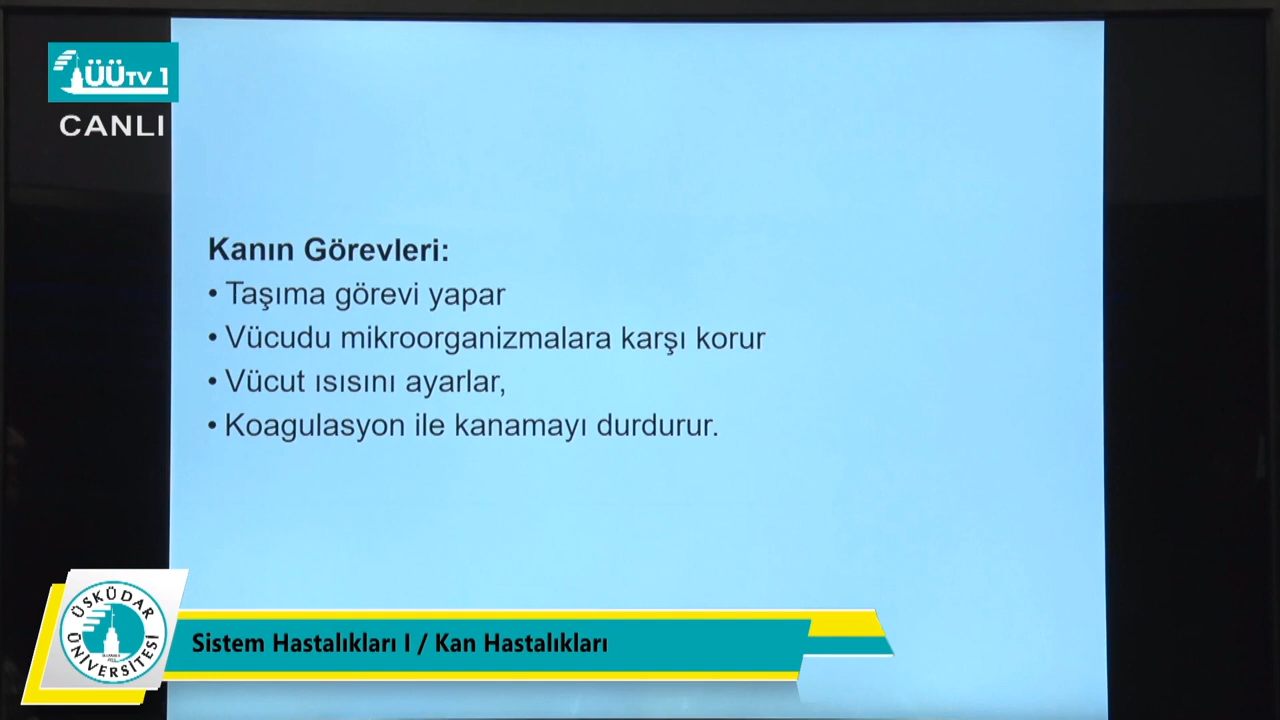 ÜÜTV 1
CANLI
Kanın Görevleri:
• Taşıma görevi yapar
• Vücudu mikroorganizmalara karşı korur
• Vücut ısısını ayarlar,
• Koagulasyon ile kanamayı durdurur.
ÜSKÜDAR ÜNİVERSİTESİ
Sistem Hastalıkları I / Kan Hastalıkları